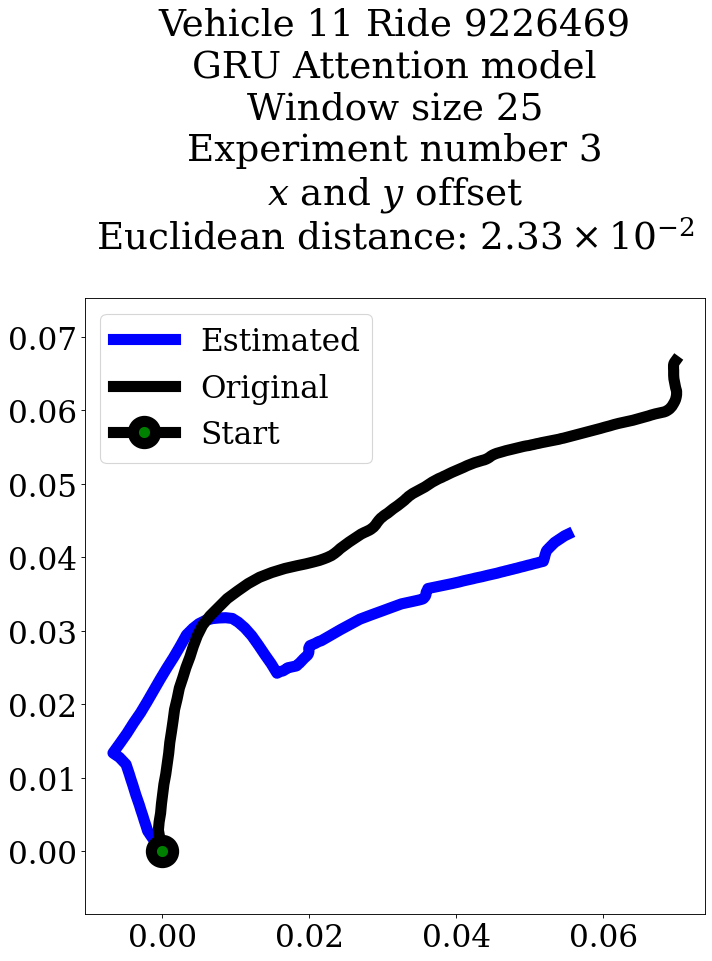 Vehicle 11 Ride 9226469
GRU Attention model
Window size 25
Experiment number 3
x and y offset
Euclidean distance: 2.33 × 10⁻²
Estimated
Original
Start
0.07
0.06
0.05
0.04
0.03
0.02
0.01
0.00
0.00 0.02 0.04 0.06